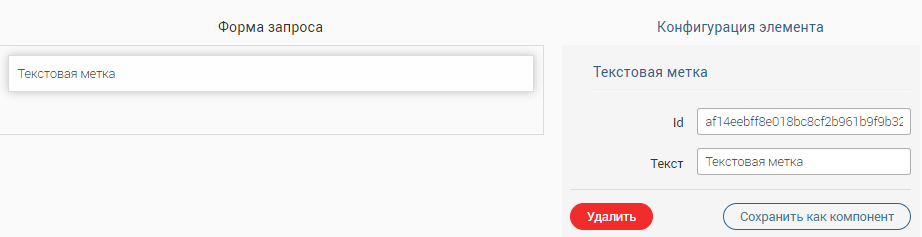 Форма запроса
Текстовая метка
Конфигурация элемента
Текстовая метка
Id af14eebff8e018bc8cf2b961b9f9b32
Текст Текстовая метка
Удалить Сохранить как компонент